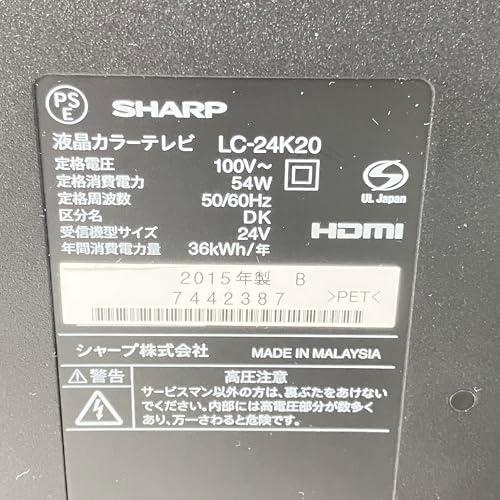 PSE SHARP
液晶カラーテレビ LC-24K20
定格電圧 100V～
定格消費電力 54W
定格周波数 50/60Hz
区分名 DK
受信機型サイズ 24V
年間消費電力量 36kWh/年
S
UL Japan
HDMI
2015年製 B
7442387 >PET<
シャープ株式会社 MADE IN MALAYSIA
⚠警告 高圧注意
サービスマン以外の方は、裏ぶたをあけない
でください。内部には高電圧部分が数多く
あり、万一さわると危険です。